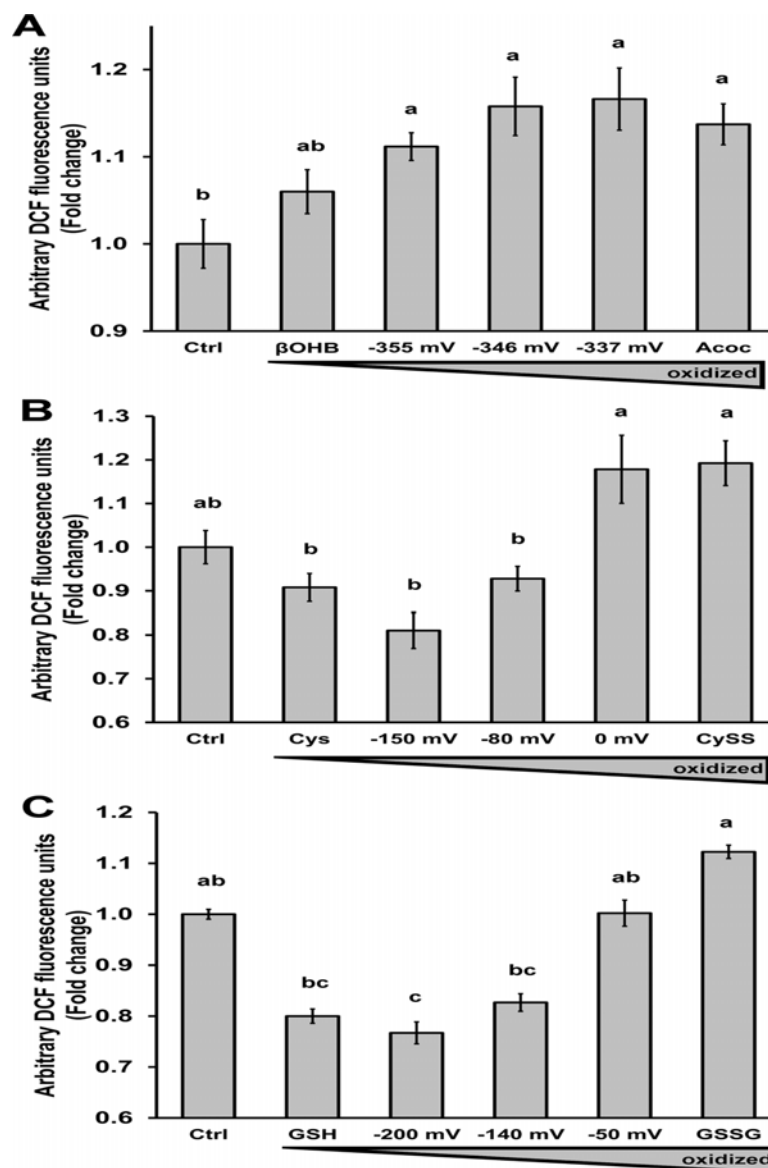 A
Arbitrary DCF fluorescence units
(Fold change)
1.2
1.1
1.0
0.9
b
ab
a
a
a
a
Ctrl βOHB -355 mV -346 mV -337 mV Acoc
oxidized
B
Arbitrary DCF fluorescence units
(Fold change)
1.3
1.2
1.1
1.0
0.9
0.8
0.7
0.6
ab
b
b
b
a
a
Ctrl Cys -150 mV -80 mV 0 mV CySS
oxidized
C
Arbitrary DCF fluorescence units
(Fold change)
1.2
1.1
1.0
0.9
0.8
0.7
0.6
ab
bc
c
bc
ab
a
Ctrl GSH -200 mV -140 mV -50 mV GSSG
oxidized